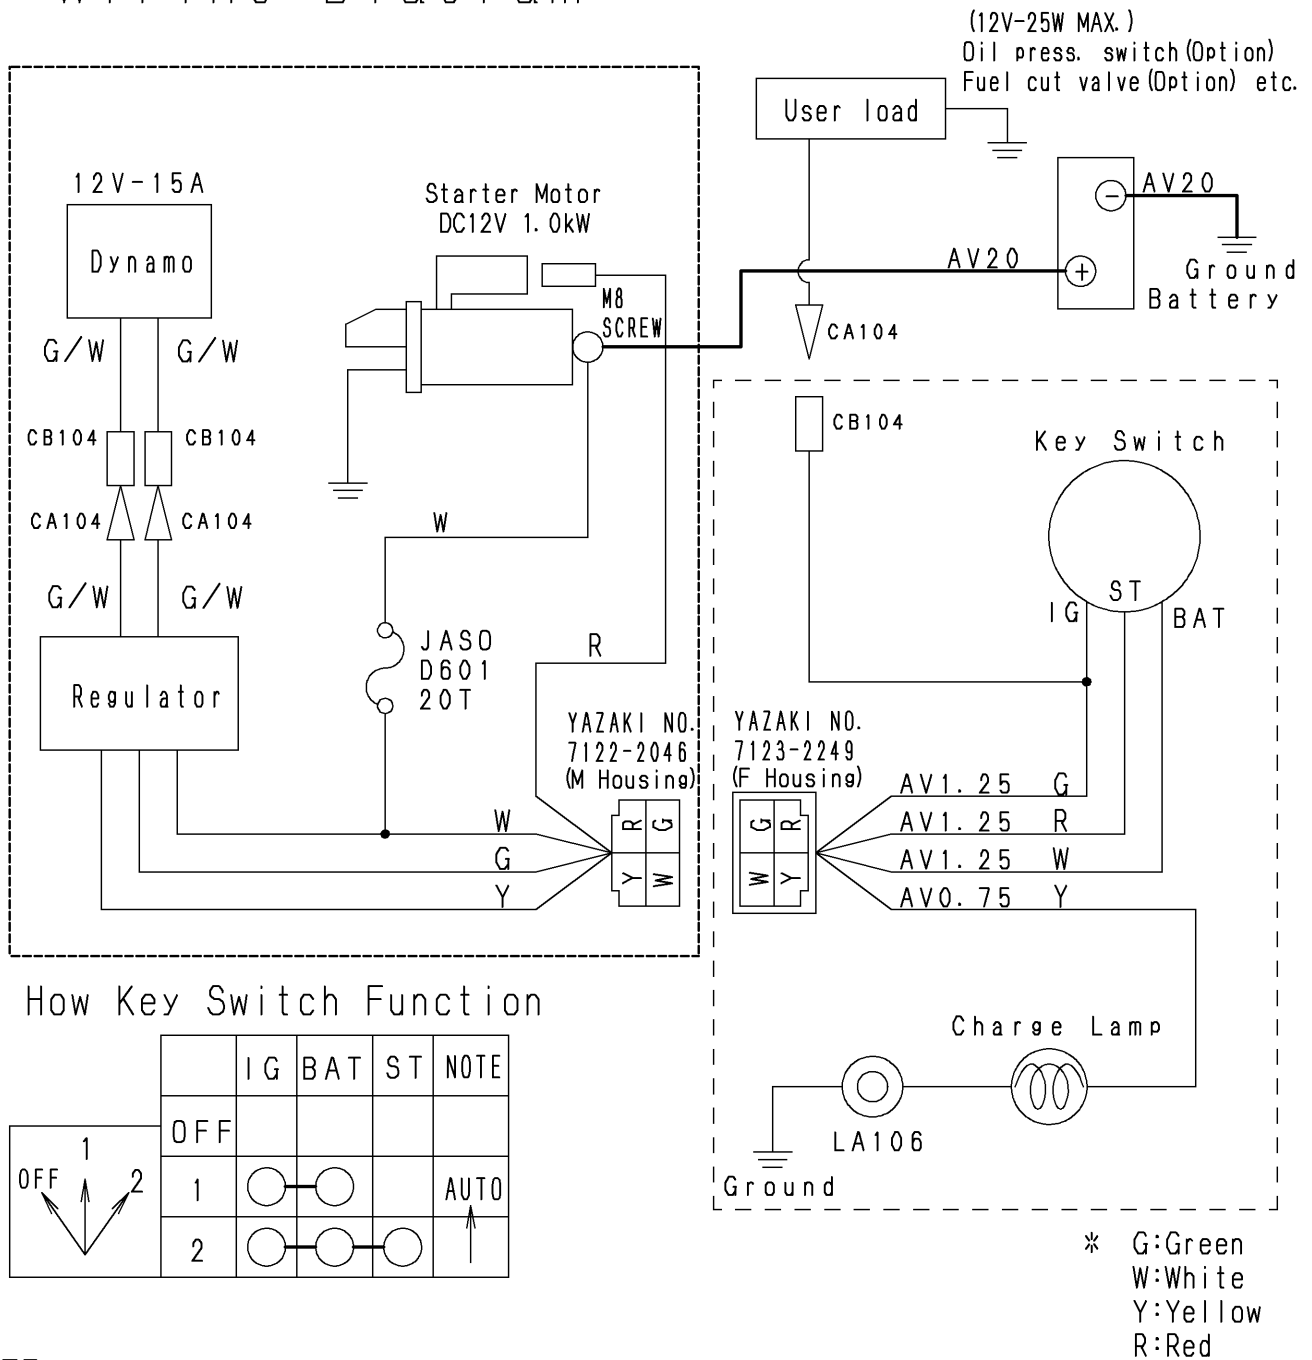 (12V-25W MAX.)
Oil press. switch(Option)
Fuel cut valve(Option) etc.
User load
12V-15A
Dynamo
Starter Motor
DC12V 1.0kW
M8
SCREW
AV20
AV20
Ground
Battery
G/W
G/W
CA104
CB104
CB104
CB104
CA104
CA104
Key Switch
W
G/W
G/W
ST
IG
BAT
JASO
D601
20T
R
Regulator
YAZAKI NO.
7122-2046
(M Housing)
YAZAKI NO.
7123-2249
(F Housing)
AV1.25 G
AV1.25 R
AV1.25 W
AV0.75 Y
W
G
Y
R G
Y W
G R
W Y
How Key Switch Function
IG BAT ST NOTE
OFF
1 AUTO
2
OFF 1 2
Charge Lamp
LA106
Ground
* G:Green
W:White
Y:Yellow
R:Red